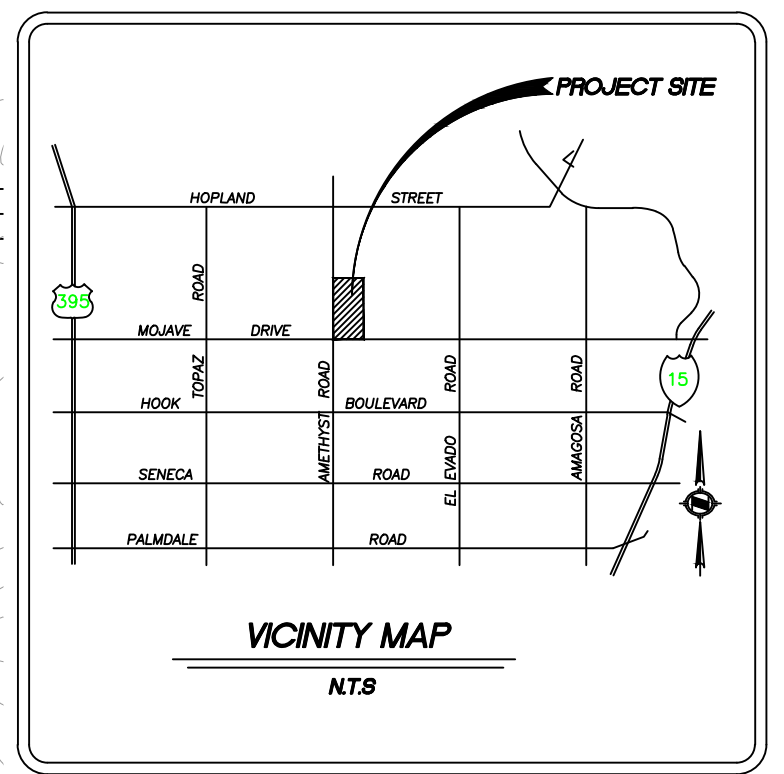 PROJECT SITE
HOPLAND STREET
ROAD
395
MOJAVE DRIVE
TOPAZ
ROAD
ROAD
ROAD
15
HOOK BOULEVARD
AMETHYST
EL EVADO
AMAGOSA
SENECA ROAD
PALMDALE ROAD
VICINITY MAP
N.T.S